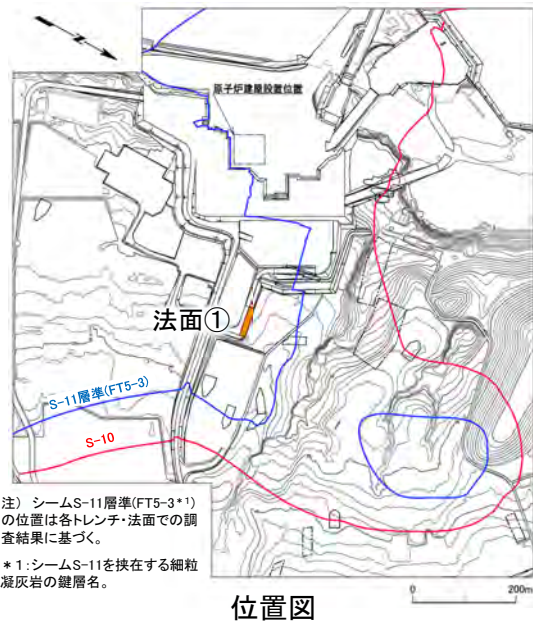 N
原子炉建屋設置位置
法面①
S-11層準(FT5-3)
S-10
注) シームS-11層準(FT5-3*1)
の位置は各トレンチ・法面での調
査結果に基づく。
*1:シームS-11を挟在する細粒
凝灰岩の鍵層名。
0 200m
位置図